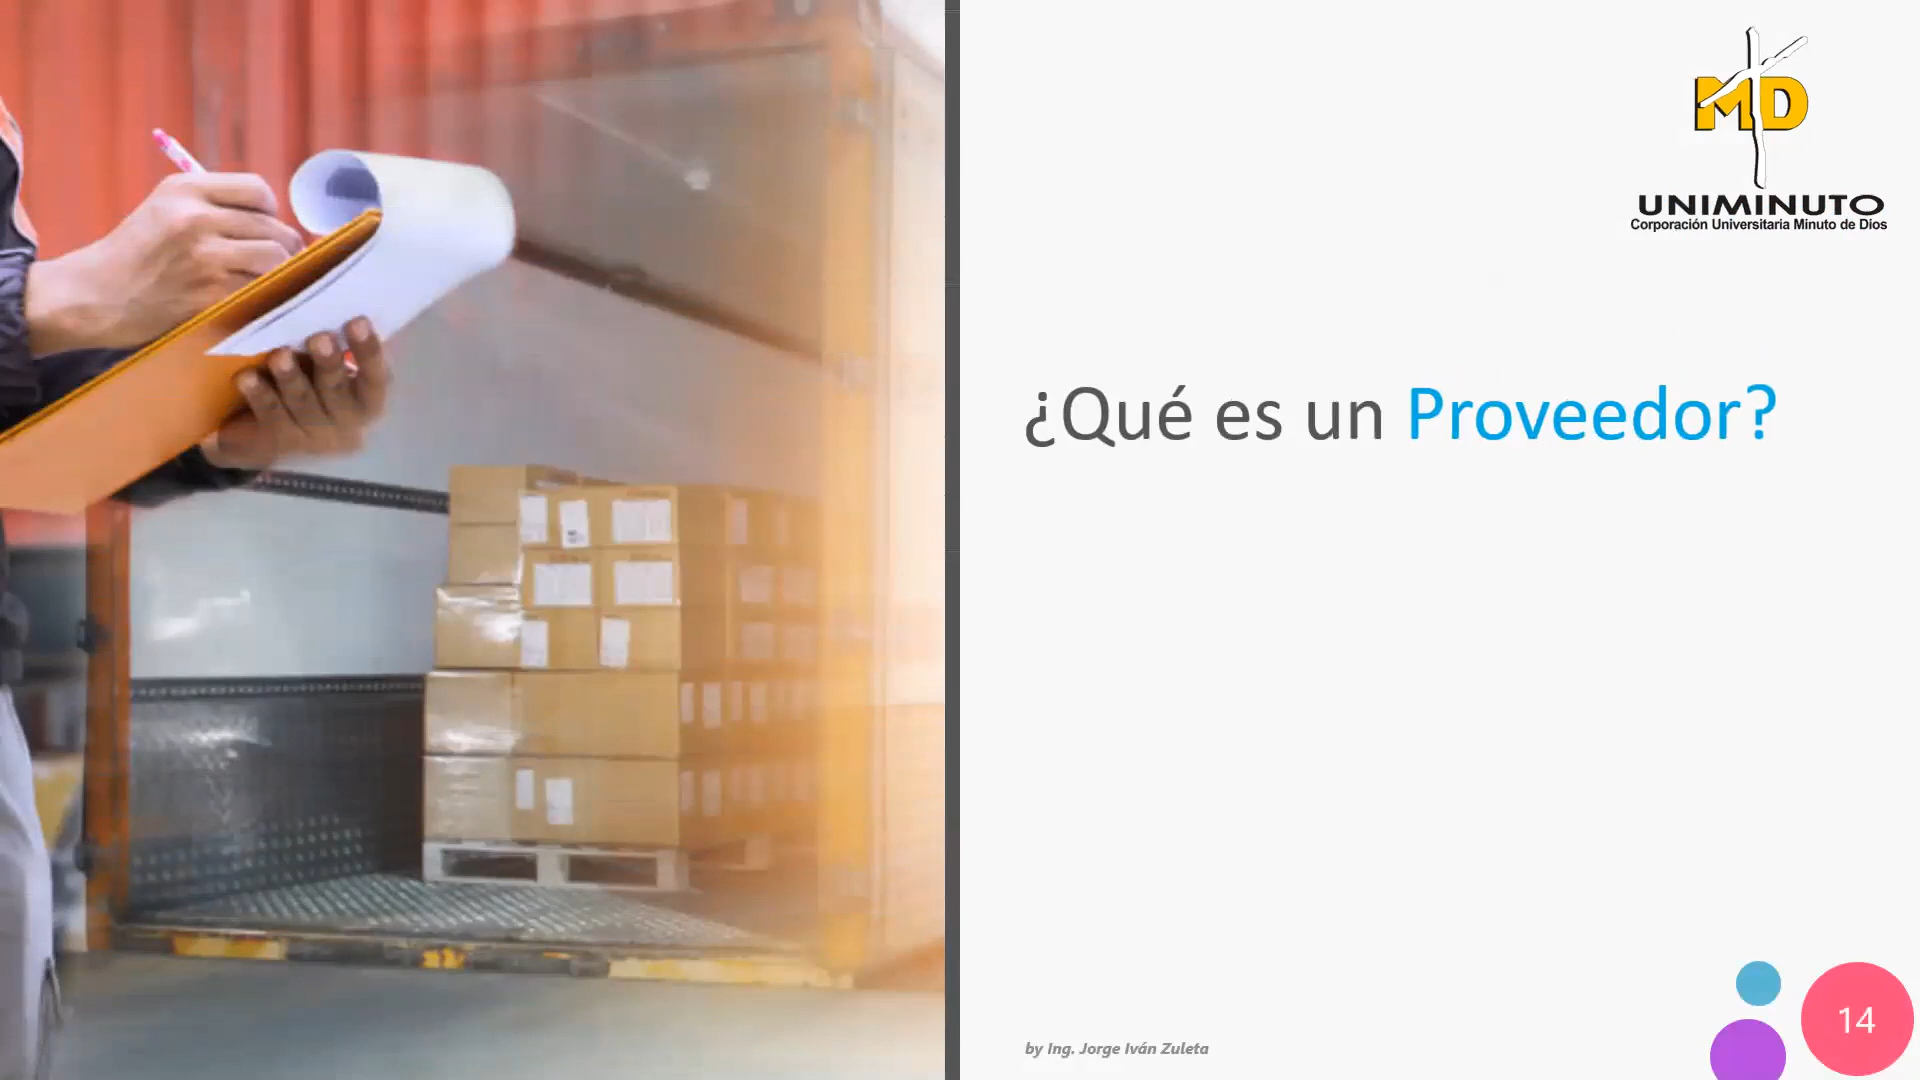 MD
UNIMINUTO
Corporación Universitaria Minuto de Dios
¿Qué es un Proveedor?
by Ing. Jorge Iván Zuleta
14